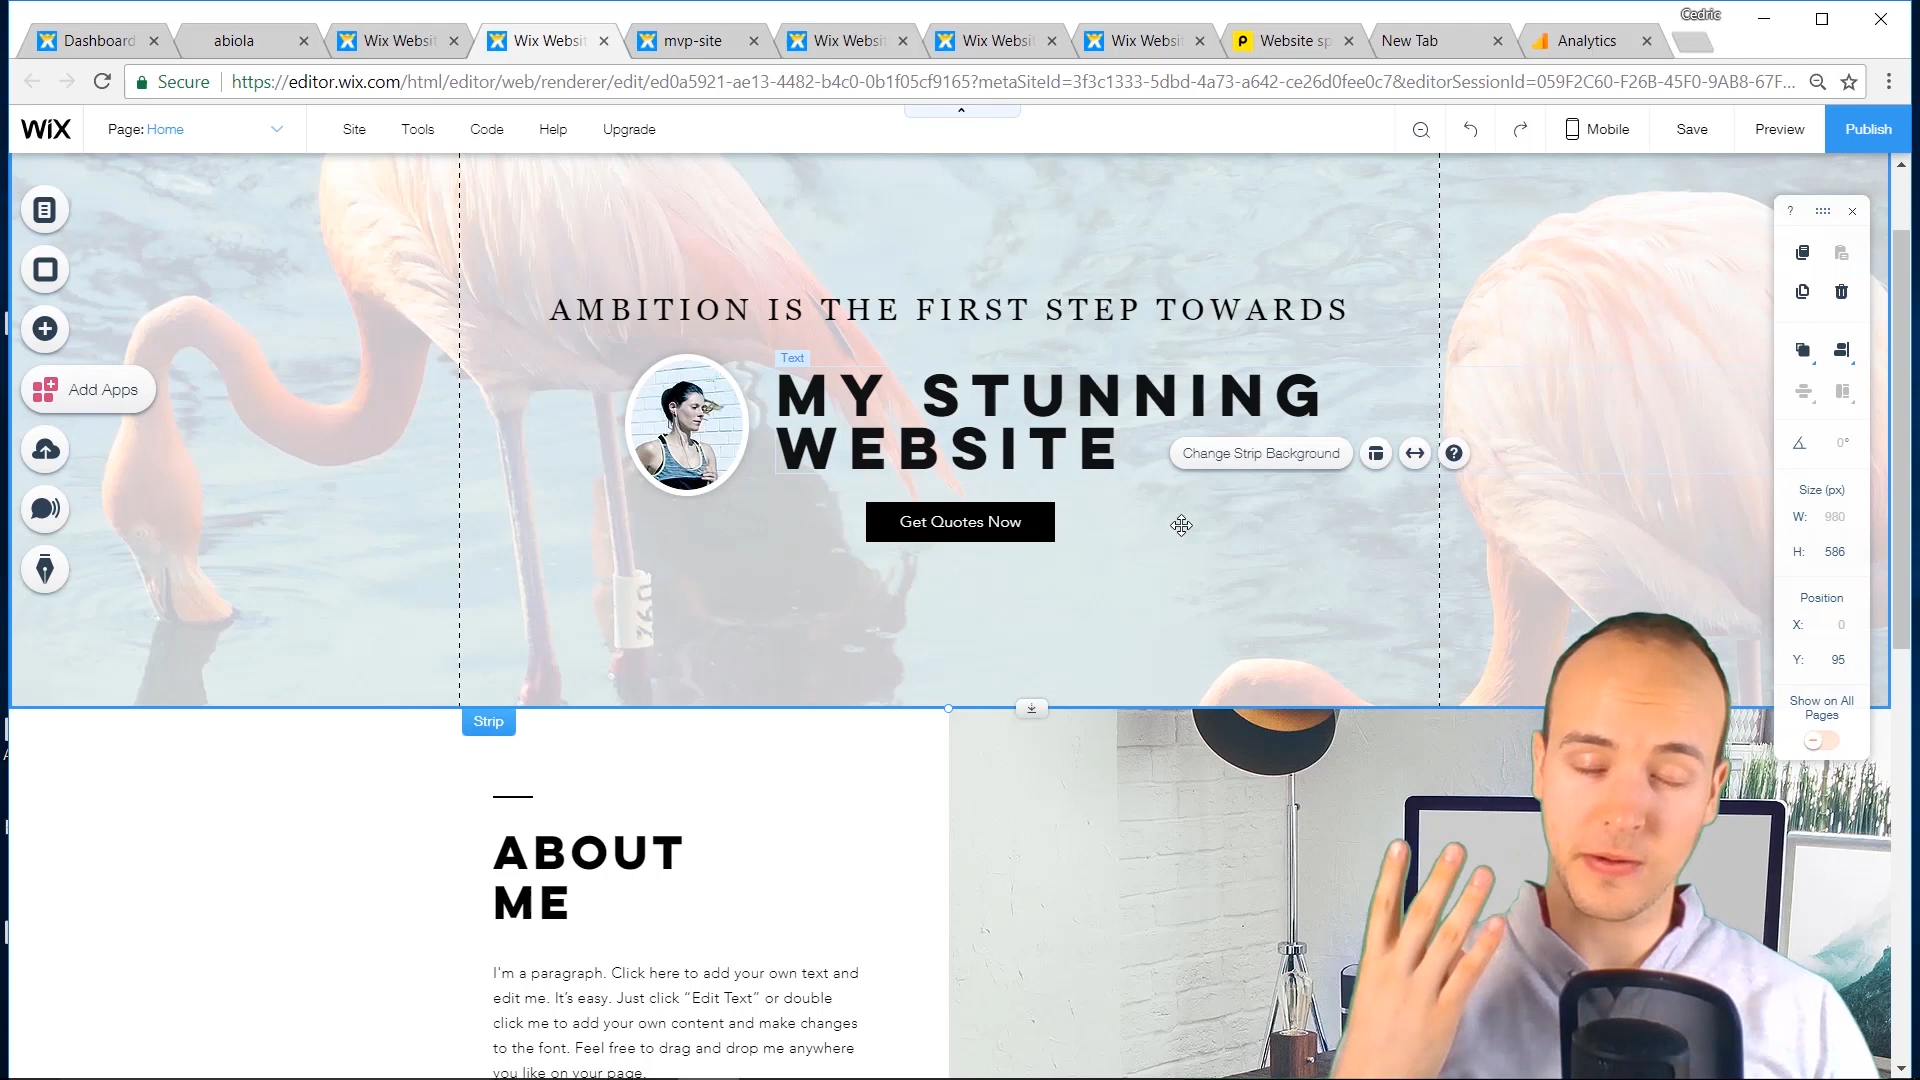 Cedric
Dashboard
abiola
Wix Websit
Wix Websit
mvp-site
Wix Websit
Wix Websit
Wix Websit
Website sp
New Tab
Analytics
Secure
https://editor.wix.com/html/editor/web/renderer/edit/ed0a5921-ae13-4482-b4c0-0b1f05cf9165?metaSiteId=3f3c1333-5dbd-4a73-a642-ce26d0fee0c7&editorSessionId=059F2C60-F26B-45F0-9AB8-67F...
WiX
Page: Home
Site
Tools
Code
Help
Upgrade
Mobile
Save
Preview
Publish
?
AMBITION IS THE FIRST STEP TOWARDS
Text
MY STUNNING
WEBSITE
Add Apps
Change Strip Background
?
0°
Get Quotes Now
Size (px)
W: 980
H: 586
Position
X: 0
Y: 95
Show on All
Pages
760
Strip
ABOUT
ME
I'm a paragraph. Click here to add your own text and
edit me. It's easy. Just click “Edit Text” or double
click me to add your own content and make changes
to the font. Feel free to drag and drop me anywhere
you like on your page.